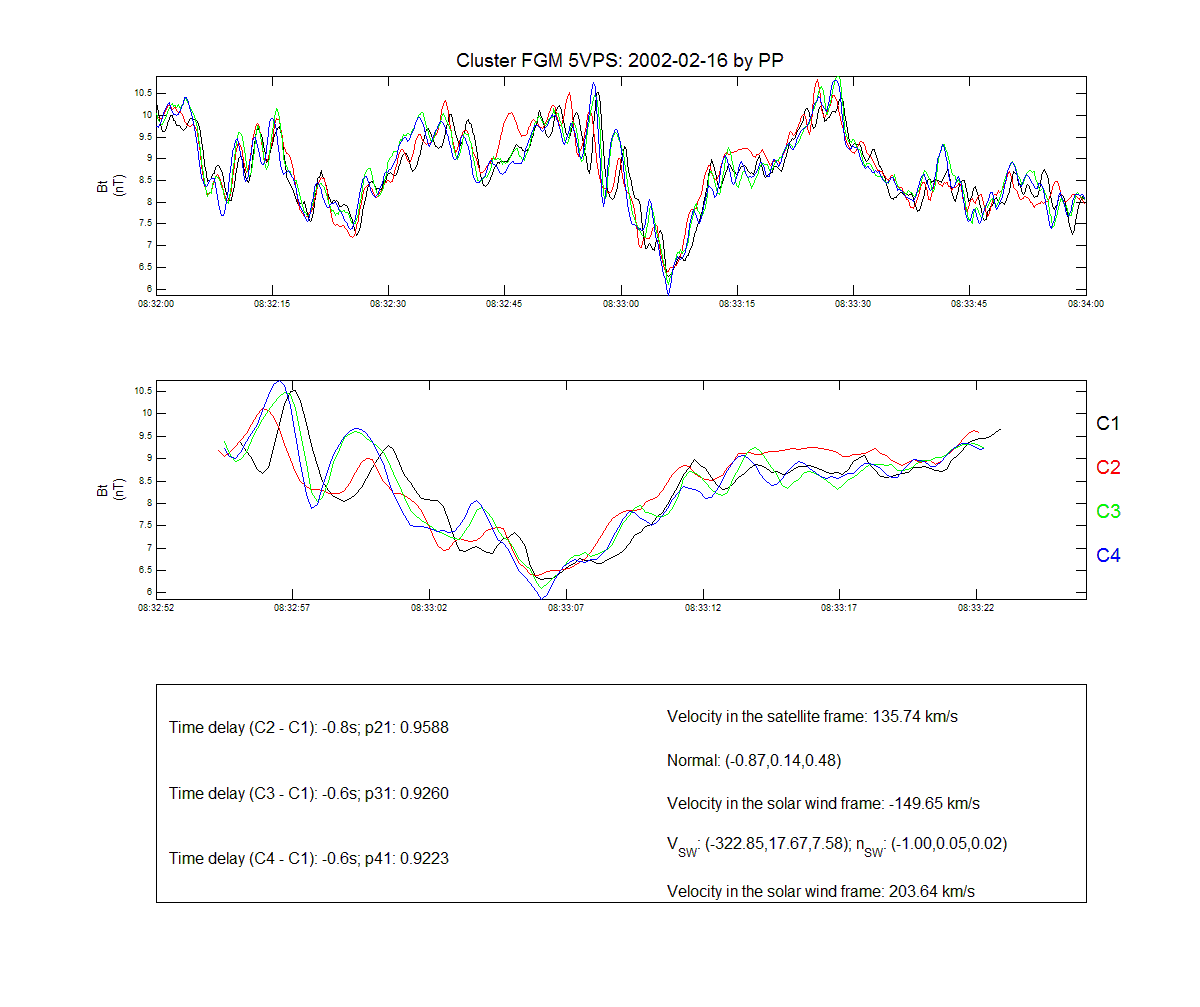 Cluster FGM 5VPS: 2002-02-16 by PP
10.5
10
9.5
9
8.5
8
7.5
7
6.5
6
Bt
(nT)
08:32:00 08:32:15 08:32:30 08:32:45 08:33:00 08:33:15 08:33:30 08:33:45 08:34:00
10.5
10
9.5
9
8.5
8
7.5
7
6.5
6
Bt
(nT)
08:32:52 08:32:57 08:33:02 08:33:07 08:33:12 08:33:17 08:33:22
C1
C2
C3
C4
Time delay (C2 - C1): -0.8s; p21: 0.9588
Time delay (C3 - C1): -0.6s; p31: 0.9260
Time delay (C4 - C1): -0.6s; p41: 0.9223
Velocity in the satellite frame: 135.74 km/s
Normal: (-0.87,0.14,0.48)
Velocity in the solar wind frame: -149.65 km/s
VSW: (-322.85,17.67,7.58); nSW: (-1.00,0.05,0.02)
Velocity in the solar wind frame: 203.64 km/s